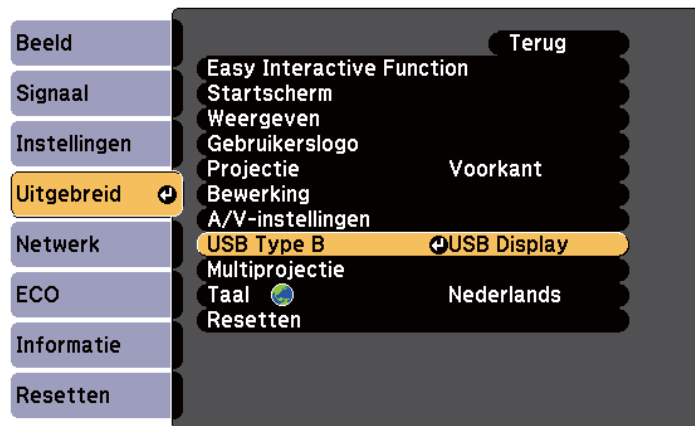 Beeld
Signaal
Instellingen
Uitgebreid
Netwerk
ECO
Informatie
Resetten
Terug
Easy Interactive Function
Startscherm
Weergeven
Gebruikerslogo
Projectie Voorkant
Bewerking
A/V-instellingen
USB Type B USB Display
Multiprojectie
Taal Nederlands
Resetten